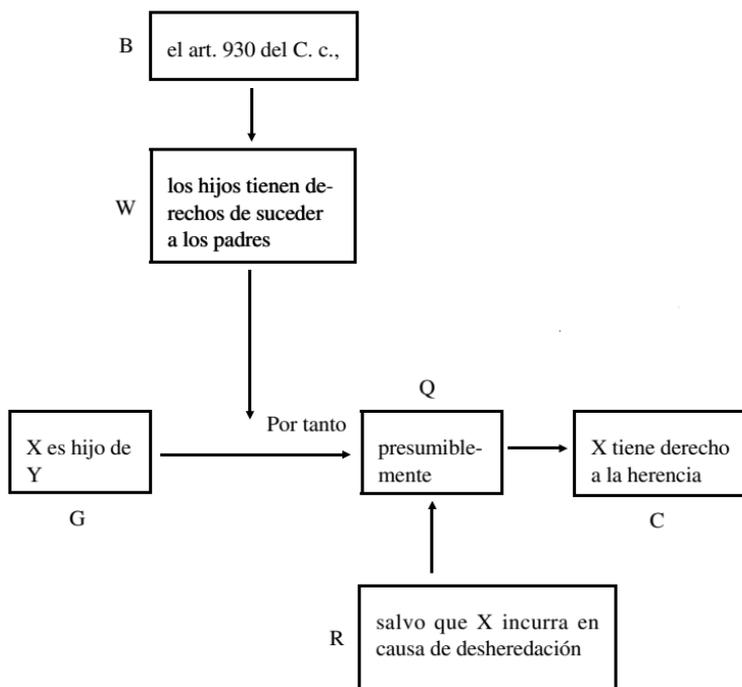 B
el art. 930 del C. c.,
W
los hijos tienen de-
rechos de suceder
a los padres
Q
Por tanto
X es hijo de
Y
presumible-
mente
X tiene derecho
a la herencia
G
C
R
salvo que X incurra en
causa de desheredación